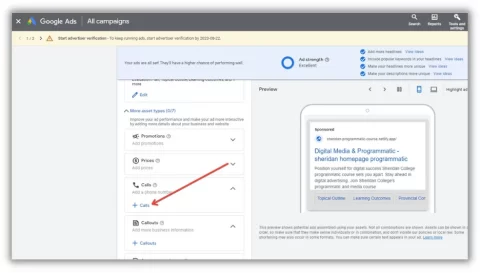 Google Ads
All campaigns
Search
Reports
Tools and settings
1 / 2
Start advertiser verification - To keep running ads, start advertiser verification by 2023-08-22.
Your ads are all set! They'll have a higher chance of performing well.
Ad strength
Excellent
Add more headlines View ideas
Include popular keywords in your headlines View ideas
Make your headlines more unique View ideas
Make your descriptions more unique View ideas
Edit
More asset types (0/7)
Improve your ad performance and make your ad more interactive
by adding more details about your business and website
Promotions
Add promotions
Prices
Add prices
Calls
Add a phone number
+ Calls
Callouts
Add more business information
+ Callouts
Preview
Highlight ad
Sponsored
sheridan-programmatic-course.netlify.app/
Digital Media & Programmatic -
sheridan homepage programmatic
Position yourself for digital success Sheridan College
programmatic course sets you apart. Stay ahead in
digital advertising. Join Sheridan College's
programmatic and media course
Topical Outline
Learning Outcomes
Provincial Cont
This preview shows potential ads assembled using your assets. Not all combinations are shown. Assets can be shown in any
order, so make sure that they make sense individually or in combination, and don't violate our policies or local law. Some
shortening may also occur in some formats. You can make sure certain text appears in your ad. Learn more